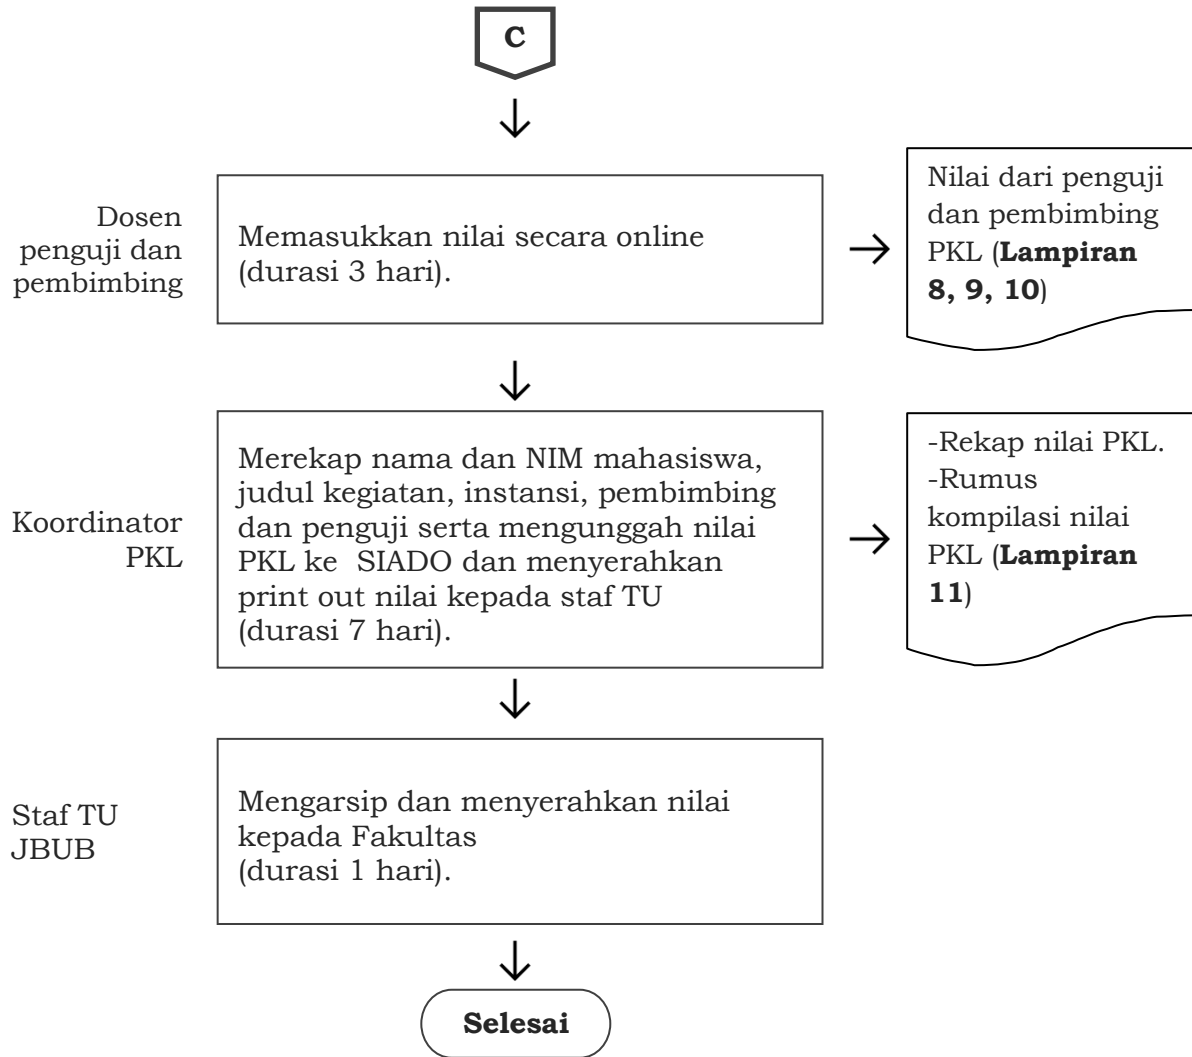 C
Dosen
penguji dan
pembimbing
Memasukkan nilai secara online
(durasi 3 hari).
Nilai dari penguji
dan pembimbing
PKL (Lampiran
8, 9, 10)
Koordinator
PKL
Merekap nama dan NIM mahasiswa,
judul kegiatan, instansi, pembimbing
dan penguji serta mengunggah nilai
PKL ke  SIADO dan menyerahkan
print out nilai kepada staf TU
(durasi 7 hari).
-Rekap nilai PKL.
-Rumus
kompilasi nilai
PKL (Lampiran
11)
Staf TU
JBUB
Mengarsip dan menyerahkan nilai
kepada Fakultas
(durasi 1 hari).
Selesai